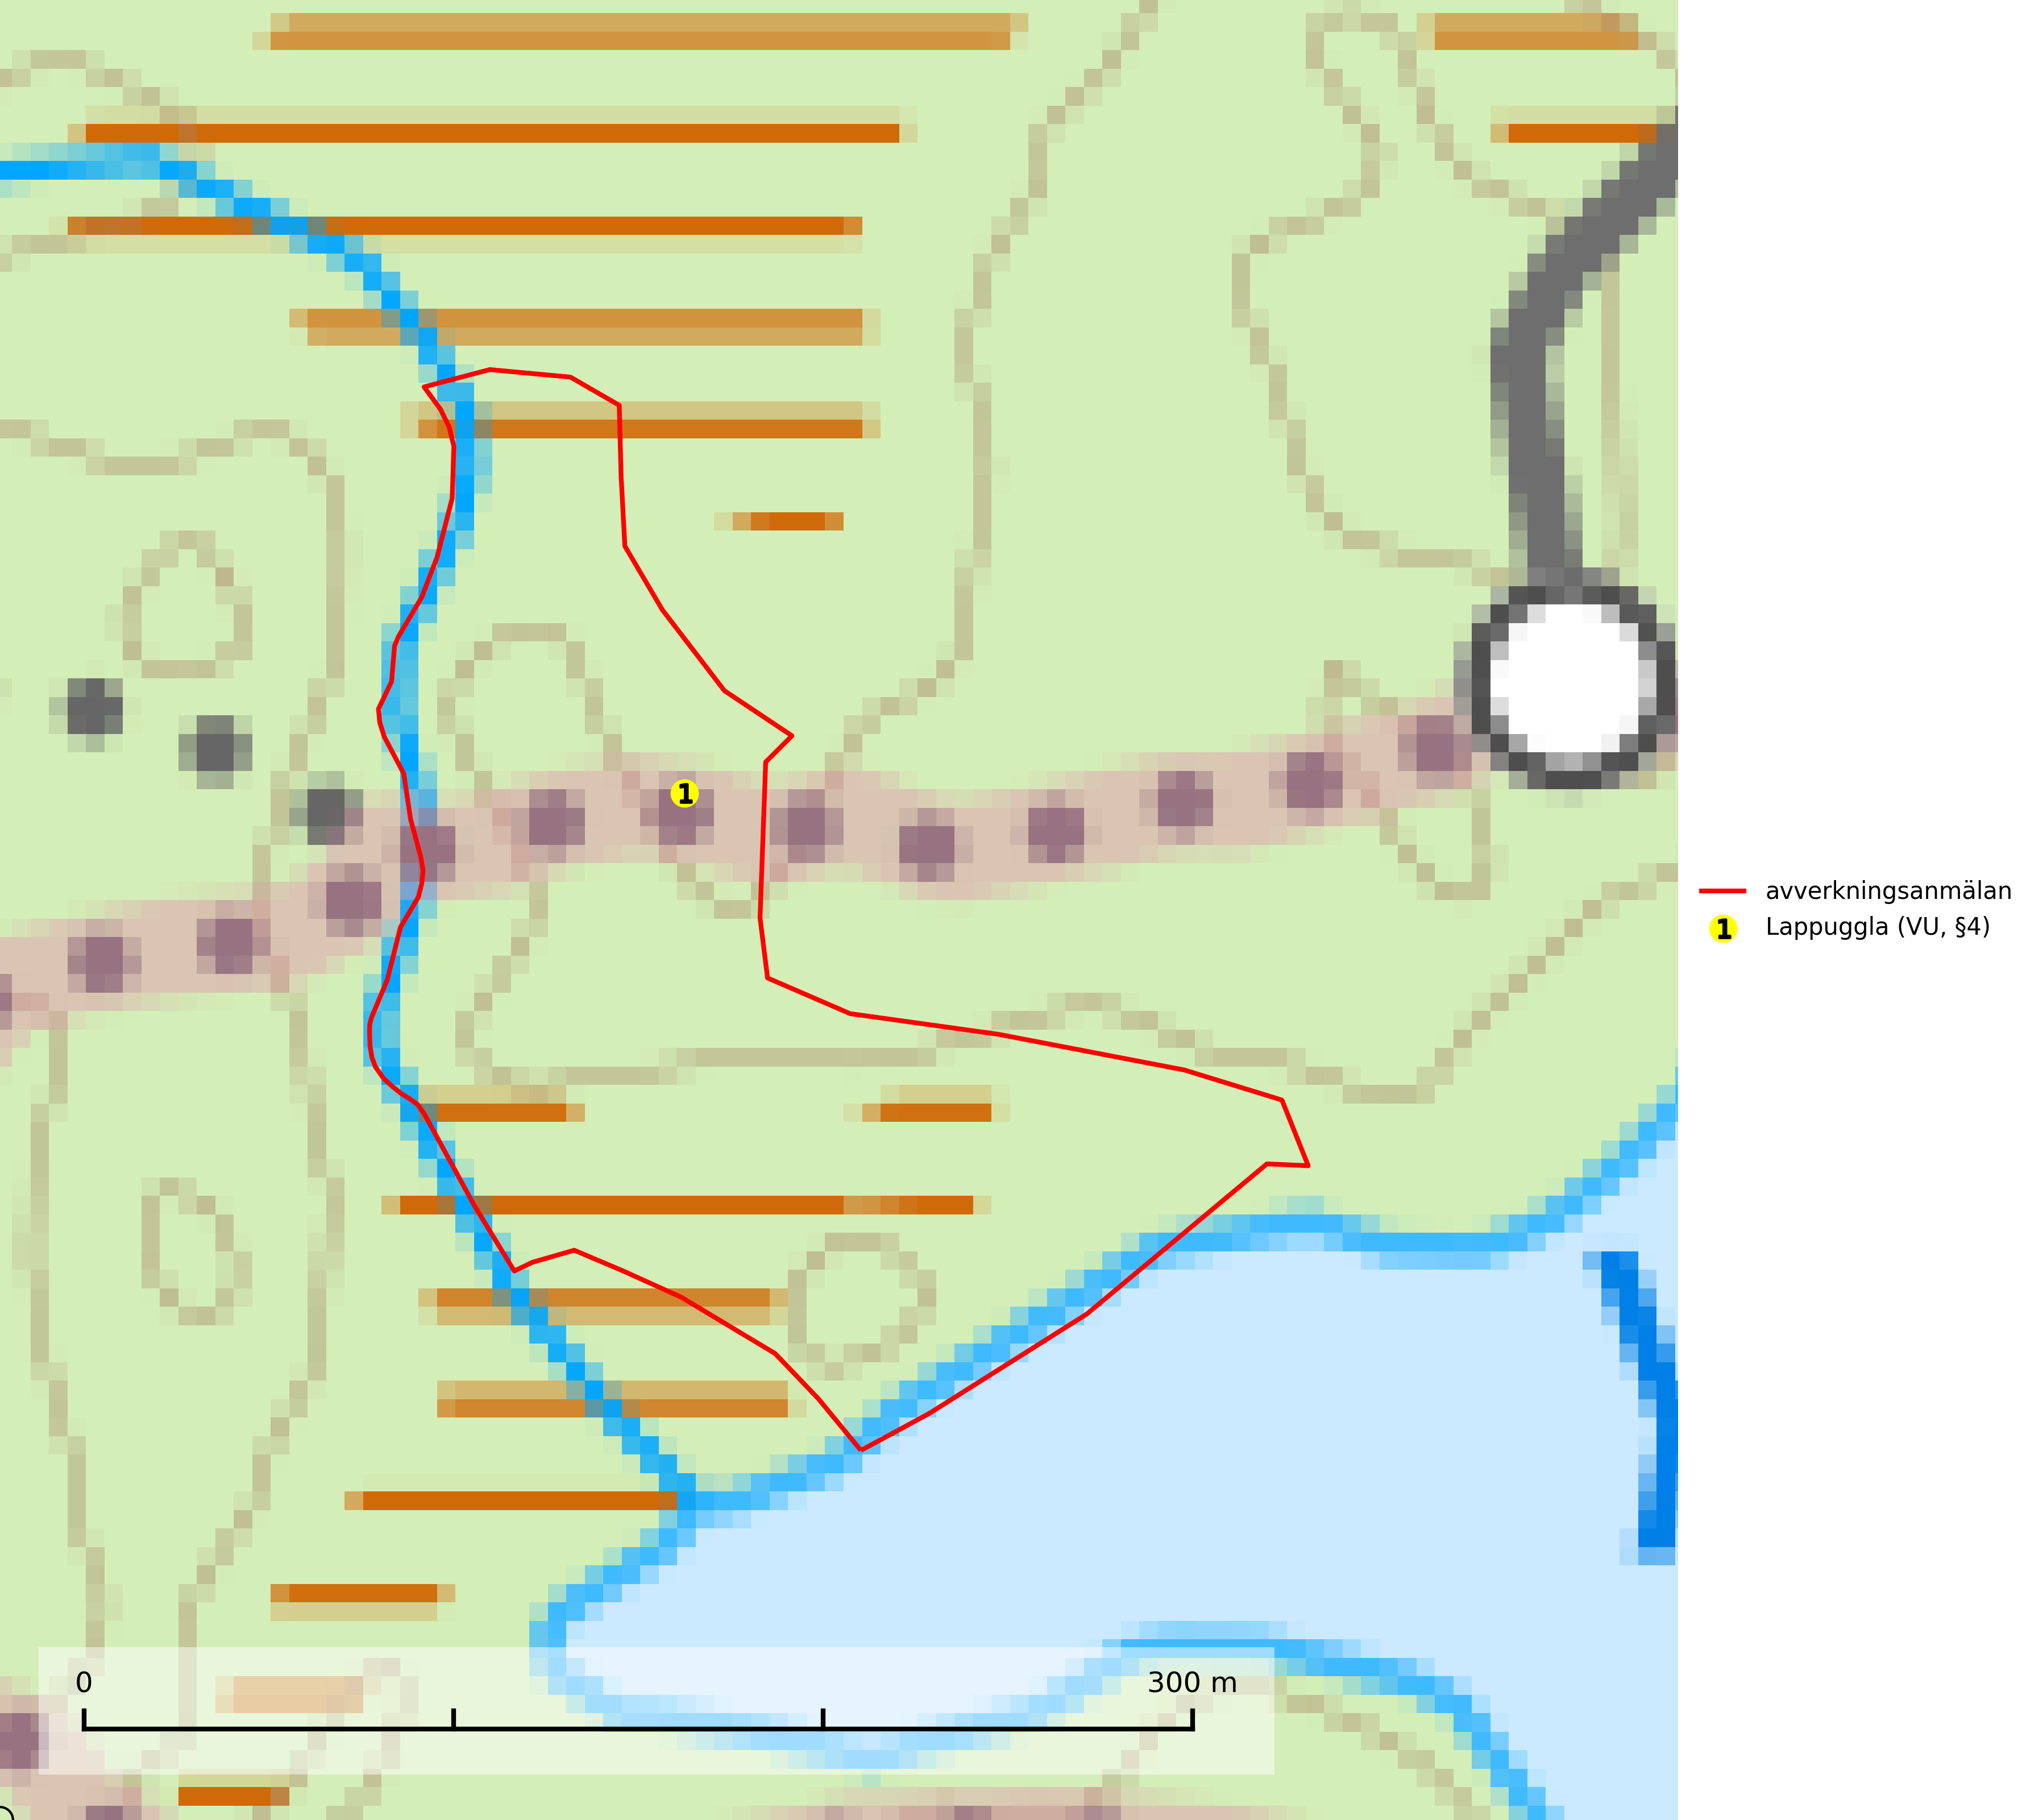 1
avverkningsanmälan
1 Lappuggla (VU, §4)
0 300 m